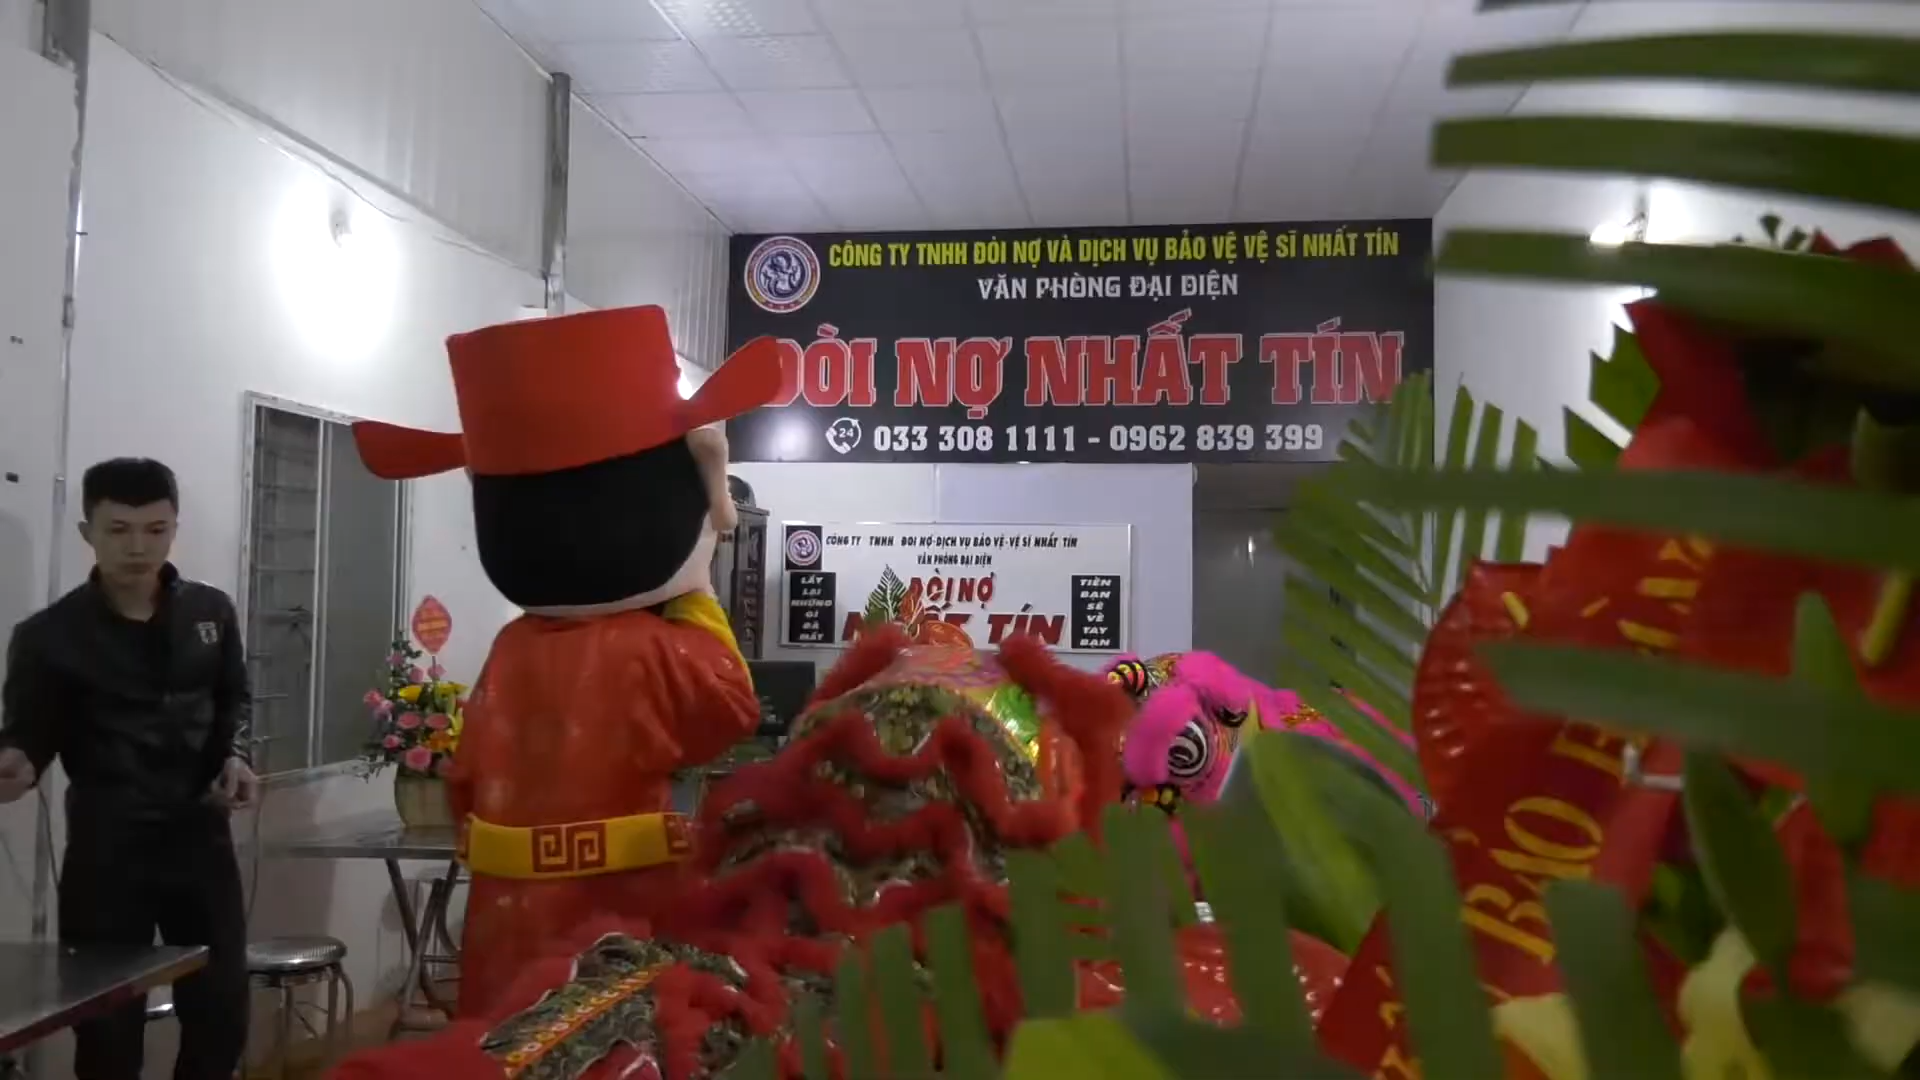 CÔNG TY TNHH ĐÒI NỢ VÀ DỊCH VỤ BẢO VỆ VỆ SĨ NHẤT TÍN
VĂN PHÒNG ĐẠI DIỆN
ĐÒI NỢ NHẤT TÍN
24
033 308 1111 - 0962 839 399
CÔNG TY TNHH ĐÒI NỢ-DỊCH VỤ BẢO VỆ-VỆ SĨ NHẤT TÍN
VĂN PHÒNG ĐẠI DIỆN
ĐÒI NỢ
NHẤT TÍN
LẤY
LẠI
NHỮNG
GÌ
ĐÃ
MẤT
TIỀN
BẠN
SẼ
VỀ
TAY
BẠN
BẢO